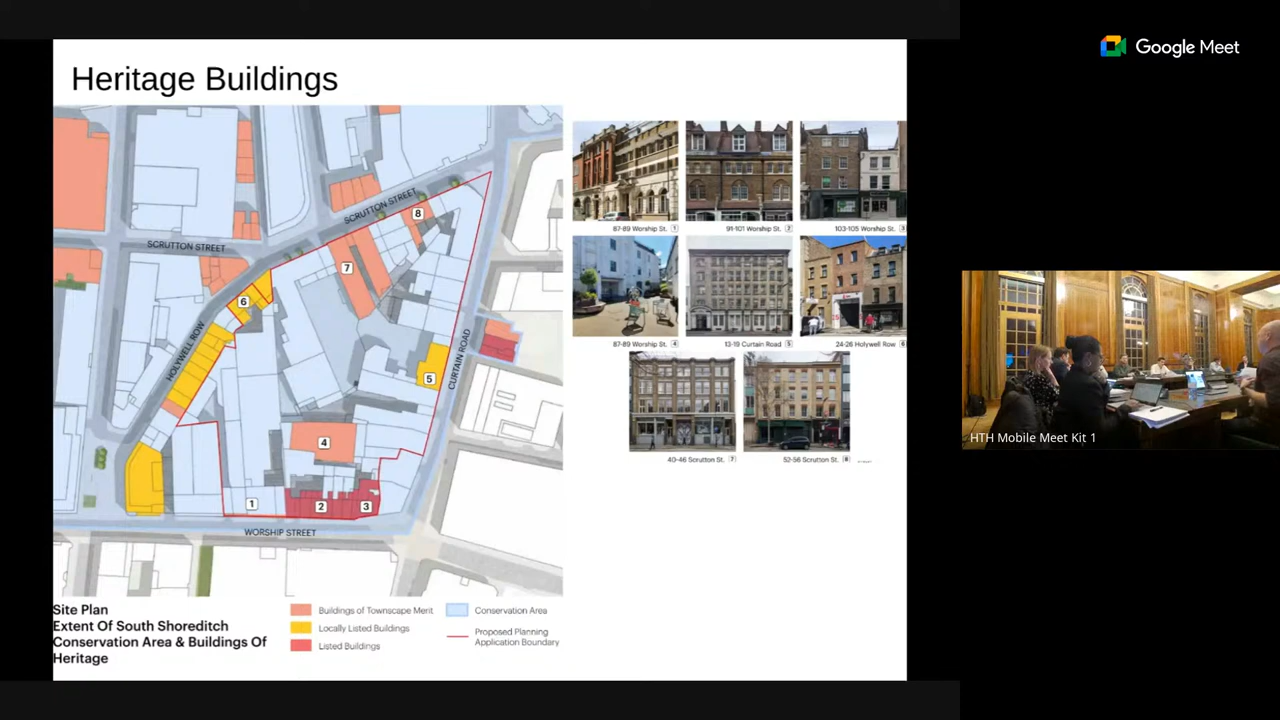 Google Meet
Heritage Buildings
SCRUTTON STREET
SCRUTTON STREET
HOLYWELL ROW
CURTAIN ROAD
WORSHIP STREET
1
2
3
4
5
6
7
8
87-89 Worship St. 1
91-101 Worship St. 2
103-105 Worship St. 3
87-89 Worship St. 4
13-19 Curtain Road 5
24-26 Holywell Row 6
40-46 Scrutton St. 7
52-56 Scrutton St. 8
Site Plan
Extent Of South Shoreditch
Conservation Area & Buildings Of
Heritage
Buildings of Townscape Merit
Locally Listed Buildings
Listed Buildings
Conservation Area
Proposed Planning
Application Boundary
HTH Mobile Meet Kit 1